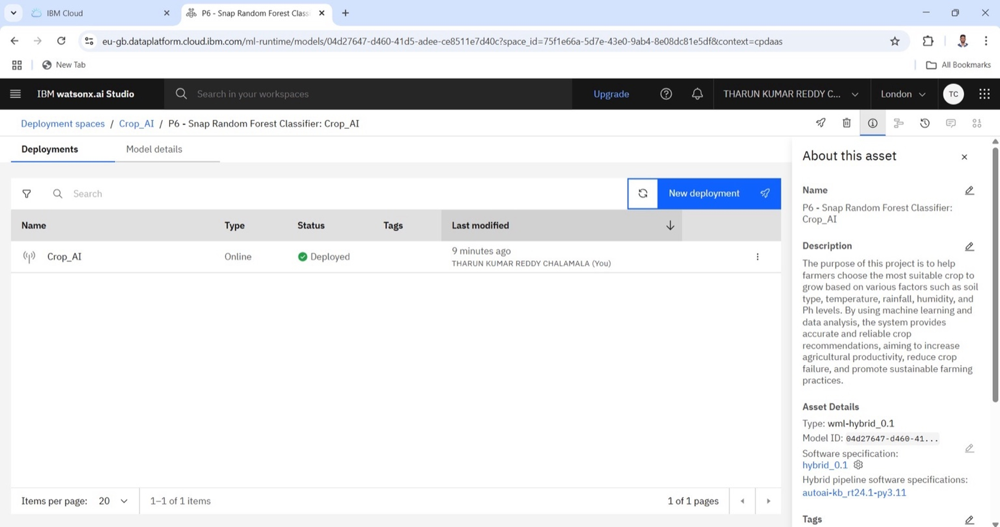 IBM Cloud
P6 - Snap Random Forest Classi
eu-gb.dataplatform.cloud.ibm.com/ml-runtime/models/04d27647-d460-41d5-adee-ce8511e7d40c?space_id=75f1e66a-5d7e-43e0-9ab4-8e08dc81e5df&context=cpdaas
New Tab
All Bookmarks
IBM watsonx.ai Studio
Search in your workspaces
Upgrade
THARUN KUMAR REDDY C...
London
TC
Deployment spaces / Crop_AI / P6 - Snap Random Forest Classifier: Crop_AI
Deployments
Model details
Search
New deployment
Name Type Status Tags Last modified
Crop_AI Online Deployed 9 minutes ago
THARUN KUMAR REDDY CHALAMALA (You)
Items per page: 20
1–1 of 1 items
1 of 1 pages
About this asset
Name
P6 - Snap Random Forest Classifier:
Crop_AI
Description
The purpose of this project is to help
farmers choose the most suitable crop to
grow based on various factors such as soil
type, temperature, rainfall, humidity, and
Ph levels. By using machine learning and
data analysis, the system provides
accurate and reliable crop
recommendations, aiming to increase
agricultural productivity, reduce crop
failure, and promote sustainable farming
practices.
Asset Details
Type: wml-hybrid_0.1
Model ID: 04d27647-d460-41...
Software specification:
hybrid_0.1
Hybrid pipeline software specifications:
autoai-kb_rt24.1-py3.11
Tags